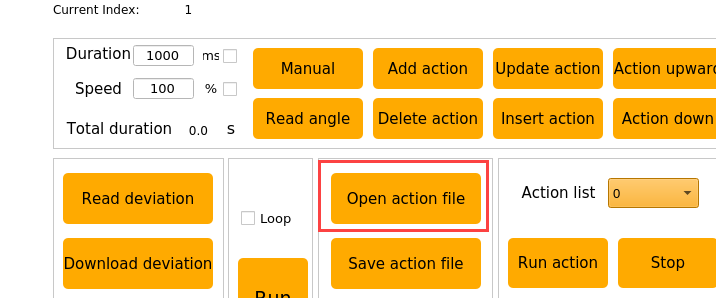 Current Index: 1
Duration 1000 ms
Manual Add action Update action Action upward
Speed 100 %
Read angle Delete action Insert action Action down
Total duration 0.0 s
Read deviation Open action file Action list 0
Loop
Download deviation Save action file Run action Stop
Run